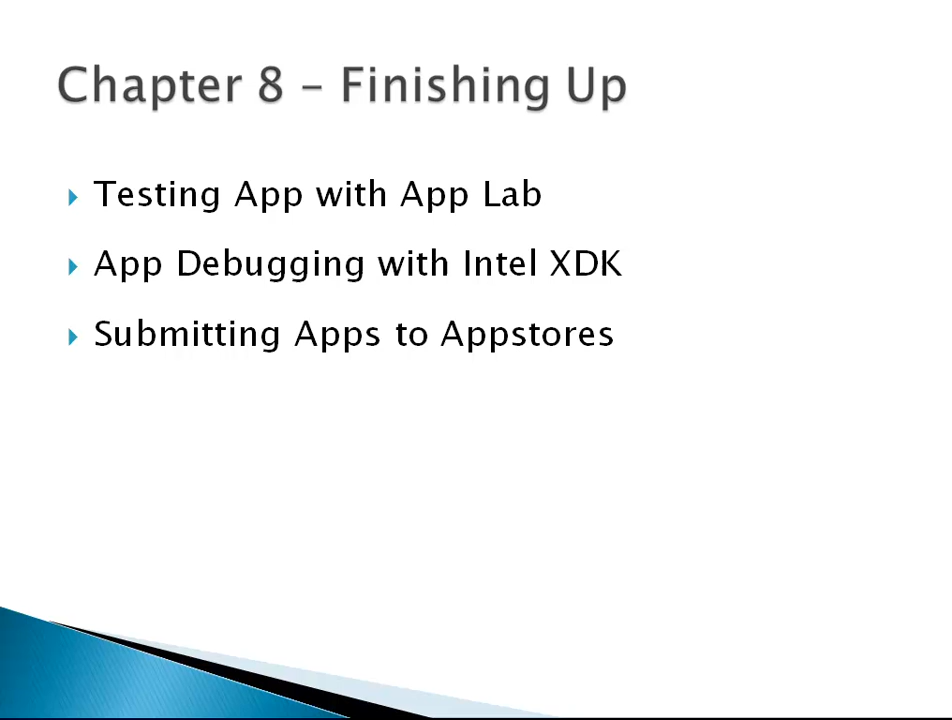 Chapter 8 – Finishing Up
Testing App with App Lab
App Debugging with Intel XDK
Submitting Apps to Appstores